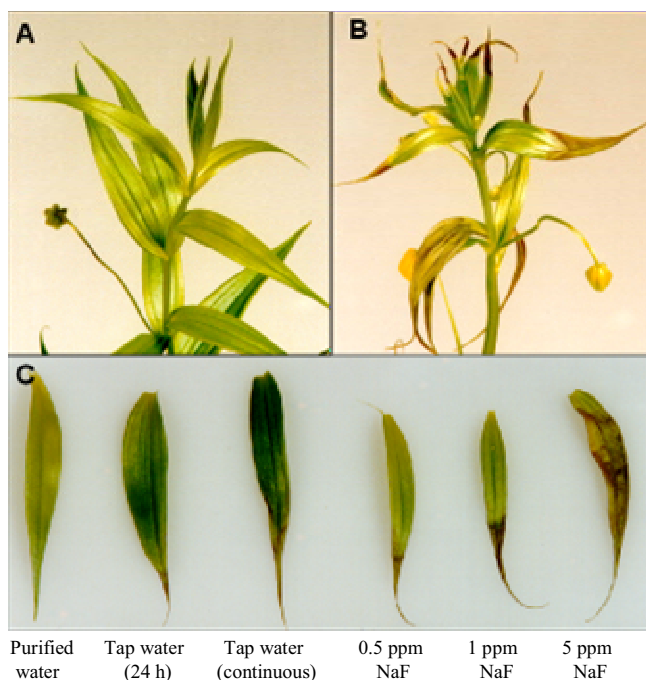 A
B
C
Purified water
Tap water (24 h)
Tap water (continuous)
0.5 ppm NaF
1 ppm NaF
5 ppm NaF